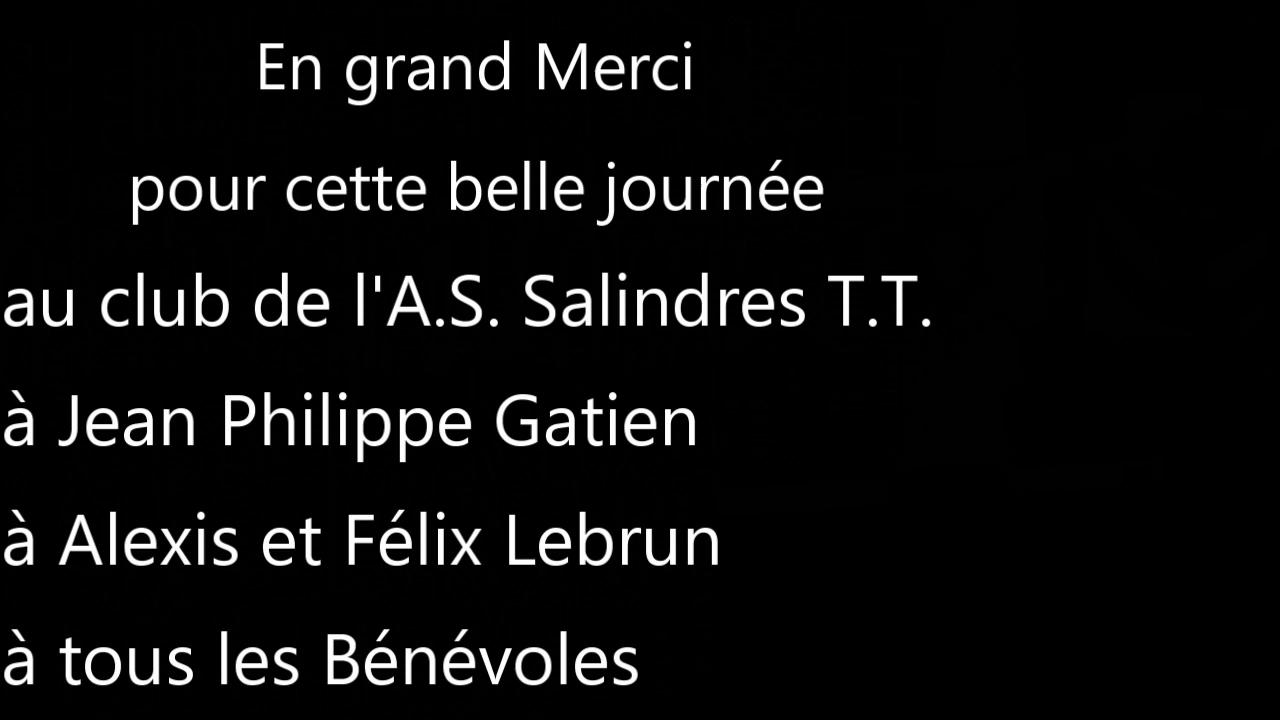 En grand Merci
pour cette belle journée
au club de l'A.S. Salindres T.T.
à Jean Philippe Gatien
à Alexis et Félix Lebrun
à tous les Bénévoles